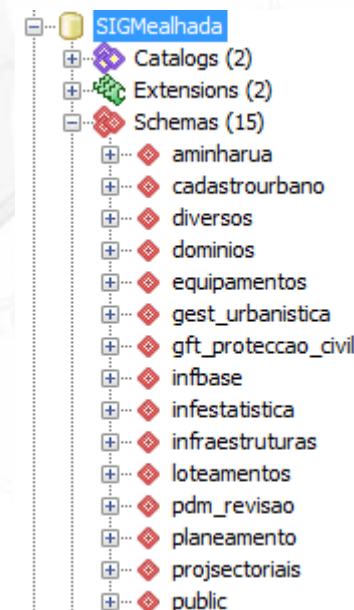 SIGMealhada
Catalogs (2)
Extensions (2)
Schemas (15)
aminharua
cadastrourbano
diversos
dominios
equipamentos
gest_urbanistica
gft_proteccao_civil
infbase
infestatistica
infraestruturas
loteamentos
pdm_revisao
planeamento
projsectoriais
public